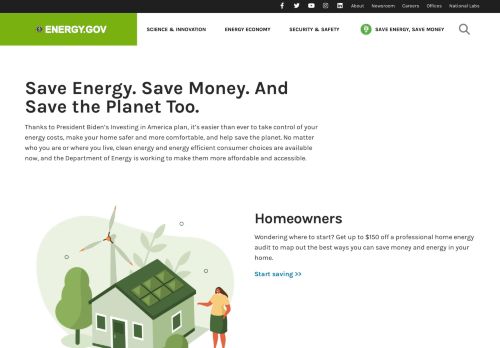 About Newsroom Careers Offices National Labs
ENERGY.GOV SCIENCE & INNOVATION ENERGY ECONOMY SECURITY & SAFETY SAVE ENERGY, SAVE MONEY
Save Energy. Save Money. And
Save the Planet Too.
Thanks to President Biden's Investing in America plan, it's easier than ever to take control of your
energy costs, make your home safer and more comfortable, and help save the planet. No matter
who you are or where you live, clean energy and energy efficient consumer choices are available
now, and the Department of Energy is working to make them more affordable and accessible.
Homeowners
Wondering where to start? Get up to $150 off a professional home energy
audit to map out the best ways you can save money and energy in your
home.
Start saving >>